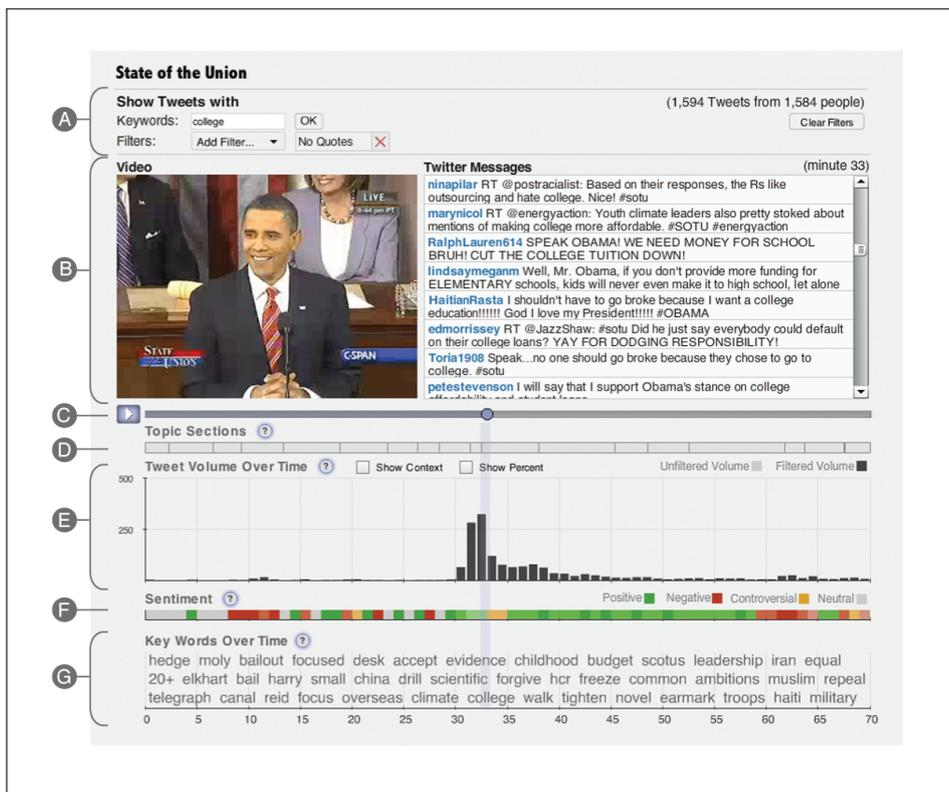 State of the Union
A
Show Tweets with
(1,594 Tweets from 1,584 people)
Keywords: college OK
Clear Filters
Filters: Add Filter... No Quotes
B
Video
Twitter Messages
(minute 33)
LIVE
STATE
of the
UNION
C-SPAN
ninapilar RT @postracialist: Based on their responses, the Rs like
outsourcing and hate college. Nice! #sotu
marynicol RT @energyaction: Youth climate leaders also pretty stoked about
mentions of making college more affordable. #SOTU #energyaction
RalphLauren614 SPEAK OBAMA! WE NEED MONEY FOR SCHOOL
BRUH! CUT THE COLLEGE TUITION DOWN!
lindsaymeganm Well, Mr. Obama, if you don't provide more funding for
ELEMENTARY schools, kids will never even make it to high school, let alone
HaitianRasta I shouldn't have to go broke because I want a college
education!!!!!! God I love my President!!!!! #OBAMA
edmorrissey RT @JazzShaw: #sotu Did he just say everybody could default
on their college loans? YAY FOR DODGING RESPONSIBILITY!
Toria1908 Speak...no one should go broke because they chose to go to
college. #sotu
petestevenson I will say that I support Obama's stance on college
affordability and student loans
C
Topic Sections ?
D
Tweet Volume Over Time ? Show Context Show Percent Unfiltered Volume Filtered Volume
E
500
250
F
Sentiment ? Positive Negative Controversial Neutral
Key Words Over Time ?
G
hedge moly bailout focused desk accept evidence childhood budget scotus leadership iran equal
20+ elkhart bail harry small china drill scientific forgive hcr freeze common ambitions muslim repeal
telegraph canal reid focus overseas climate college walk tighten novel earmark troops haiti military
0 5 10 15 20 25 30 35 40 45 50 55 60 65 70